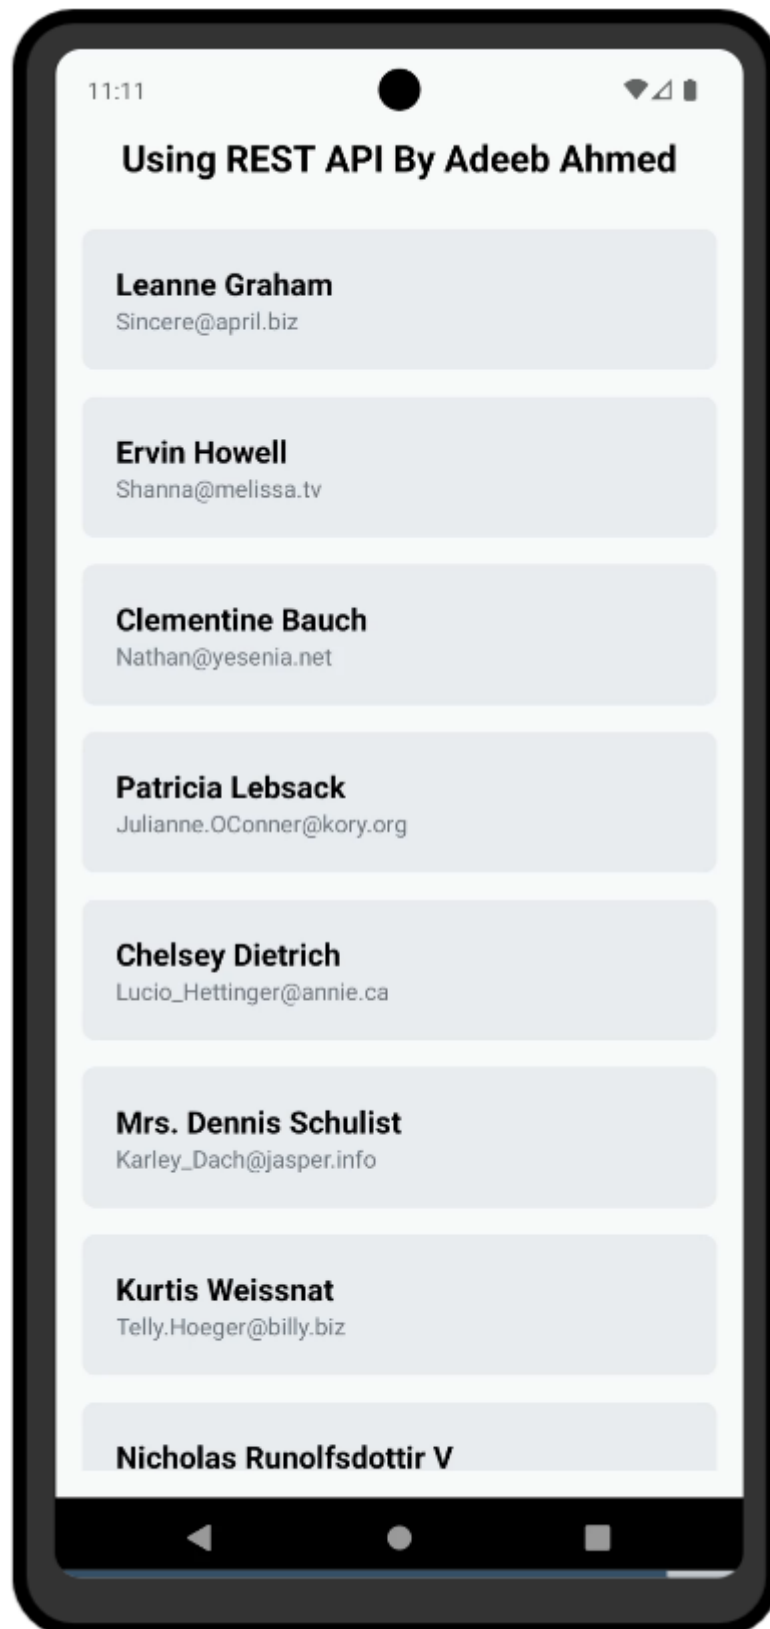 11:11
Using REST API By Adeeb Ahmed
Leanne Graham
Sincere@april.biz
Ervin Howell
Shanna@melissa.tv
Clementine Bauch
Nathan@yesenia.net
Patricia Lebsack
Julianne.OConner@kory.org
Chelsey Dietrich
Lucio_Hettinger@annie.ca
Mrs. Dennis Schulist
Karley_Dach@jasper.info
Kurtis Weissnat
Telly.Hoeger@billy.biz
Nicholas Runolfsdottir V